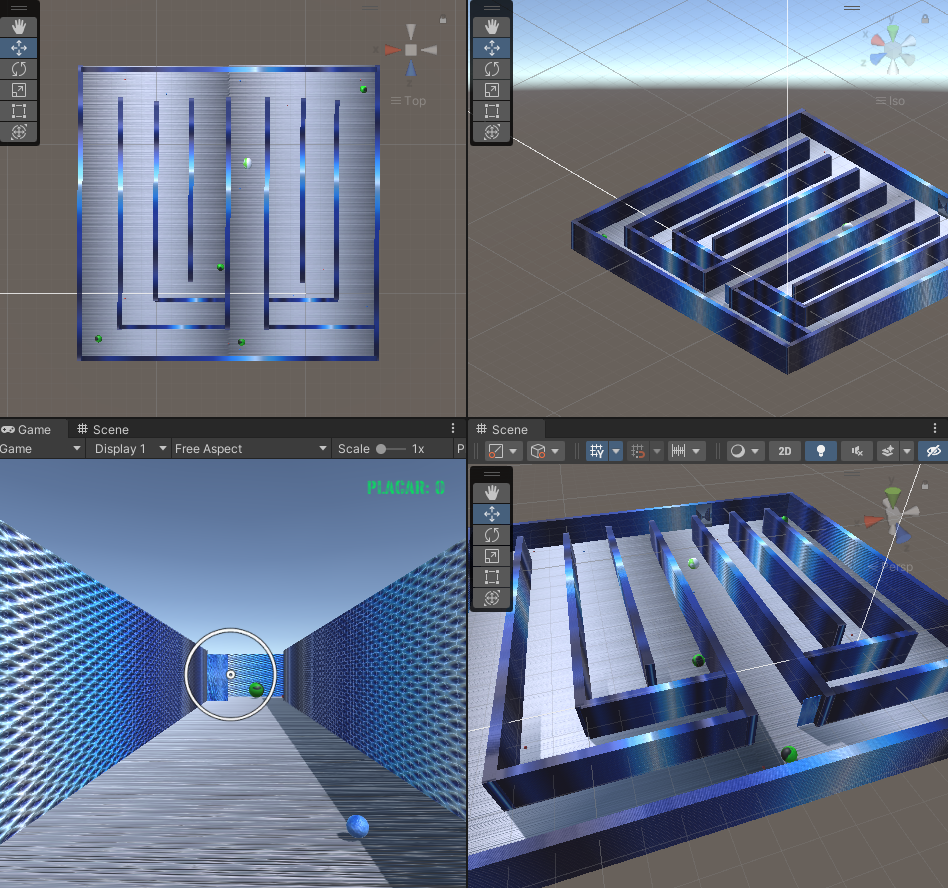 Top
Y
X
Z
Iso
Game
Scene
Game
Display 1
Free Aspect
Scale
1x
P
PLACAR: 0
Scene
2D
Persp